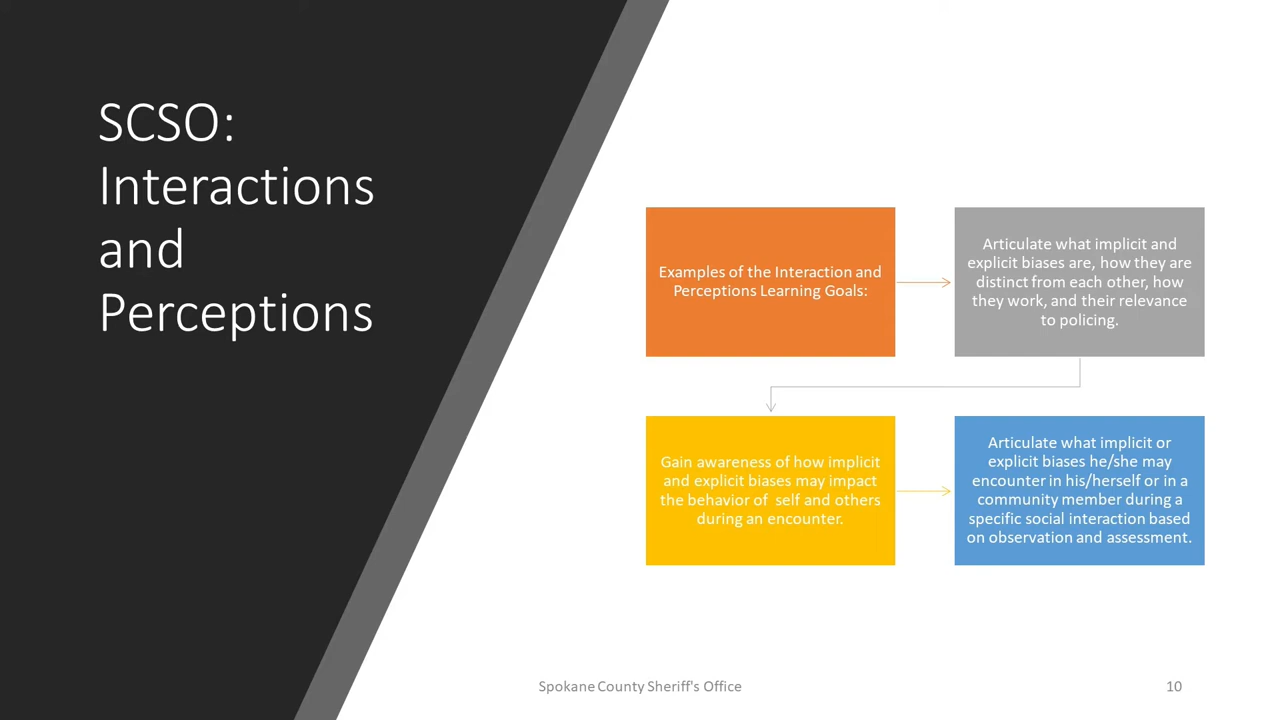 SCSO:
Interactions
and
Perceptions
Examples of the Interaction and
Perceptions Learning Goals:
Articulate what implicit and
explicit biases are, how they are
distinct from each other, how
they work, and their relevance
to policing.
Gain awareness of how implicit
and explicit biases may impact
the behavior of self and others
during an encounter.
Articulate what implicit or
explicit biases he/she may
encounter in his/herself or in a
community member during a
specific social interaction based
on observation and assessment.
Spokane County Sheriff's Office
10